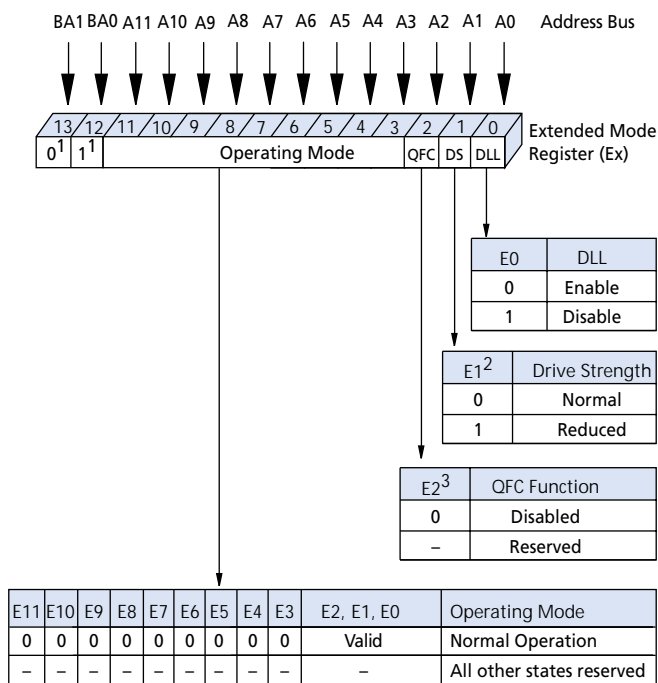 BA1 BA0 A11 A10 A9 A8 A7 A6 A5 A4 A3 A2 A1 A0 Address Bus
13 12 11 10 9 8 7 6 5 4 3 2 1 0
Extended Mode
Register (Ex)
0¹ 1¹ Operating Mode QFC DS DLL
E0 DLL
0 Enable
1 Disable
E1² Drive Strength
0 Normal
1 Reduced
E2³ QFC Function
0 Disabled
– Reserved
E11 E10 E9 E8 E7 E6 E5 E4 E3 E2, E1, E0 Operating Mode
0 0 0 0 0 0 0 0 0 Valid Normal Operation
– – – – – – – – – – All other states reserved